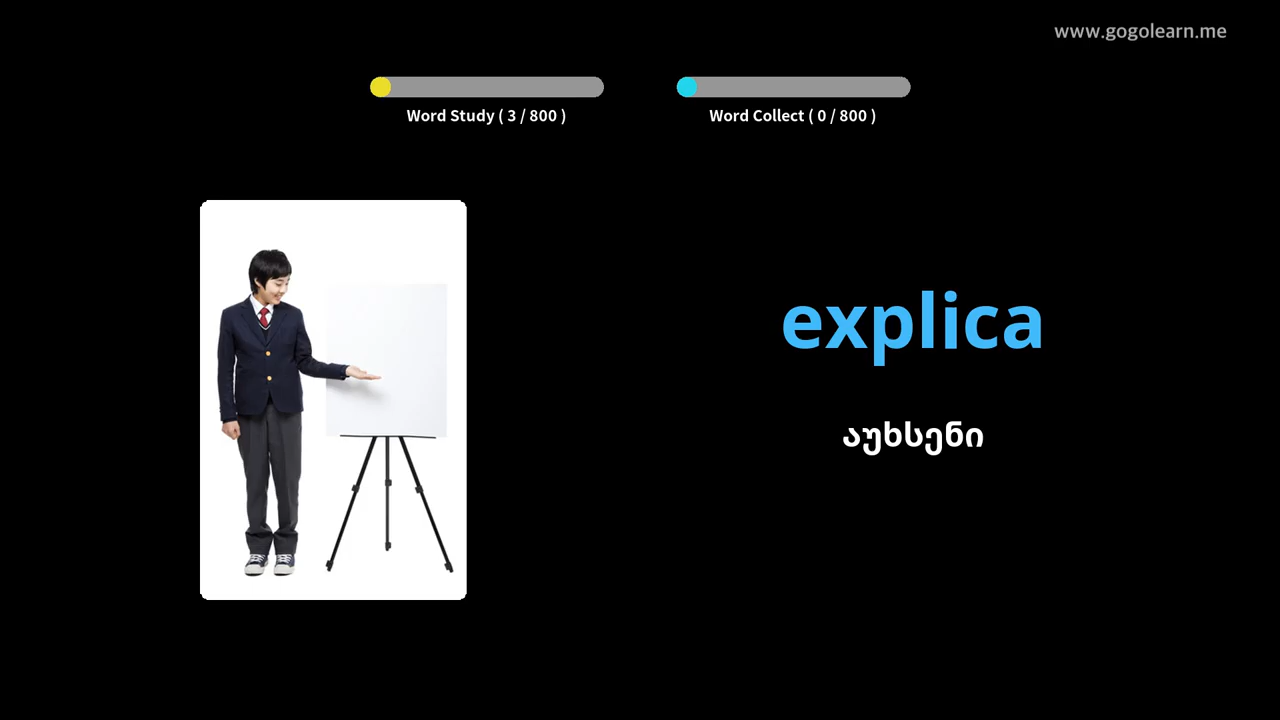 www.gogolearn.me
Word Study ( 3 / 800 )
Word Collect ( 0 / 800 )
explica
აუხსენი